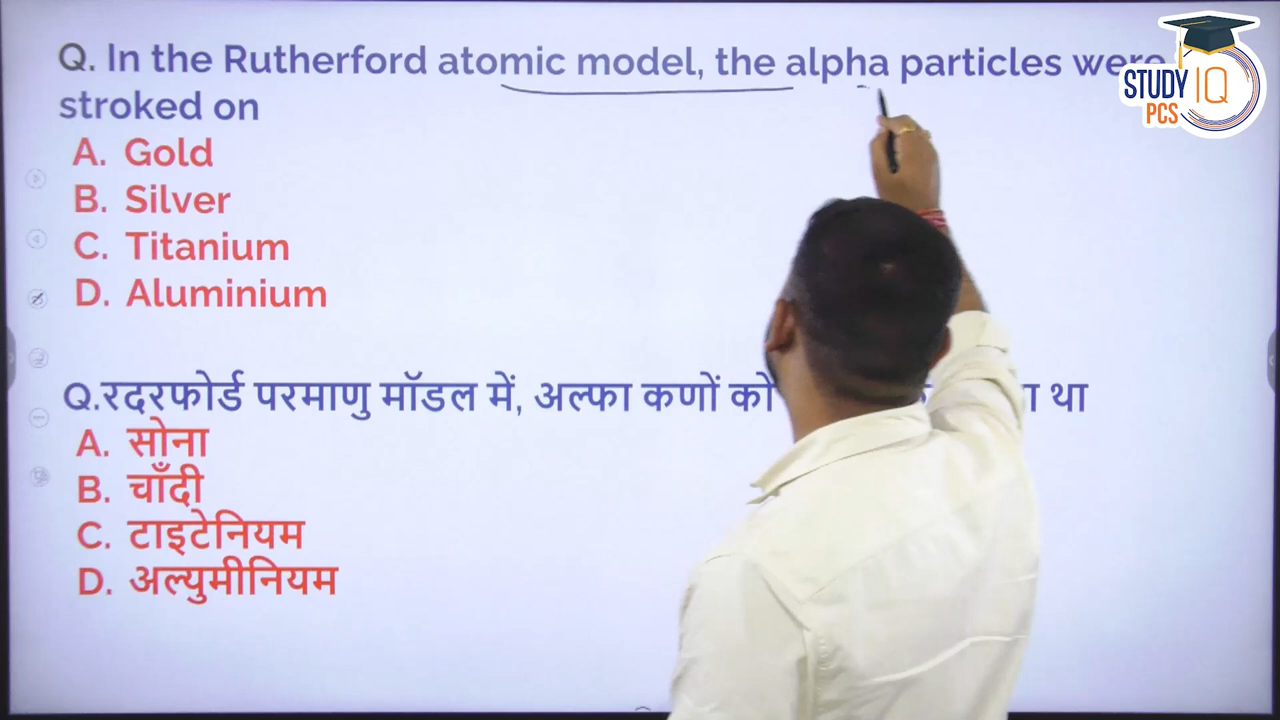 Q. In the Rutherford atomic model, the alpha particles were
stroked on
A. Gold
B. Silver
C. Titanium
D. Aluminium
Q.रदरफोर्ड परमाणु मॉडल में, अल्फा कणों को था
A. सोना
B. चाँदी
C. टाइटेनियम
D. अल्युमीनियम
STUDY IQ
PCS